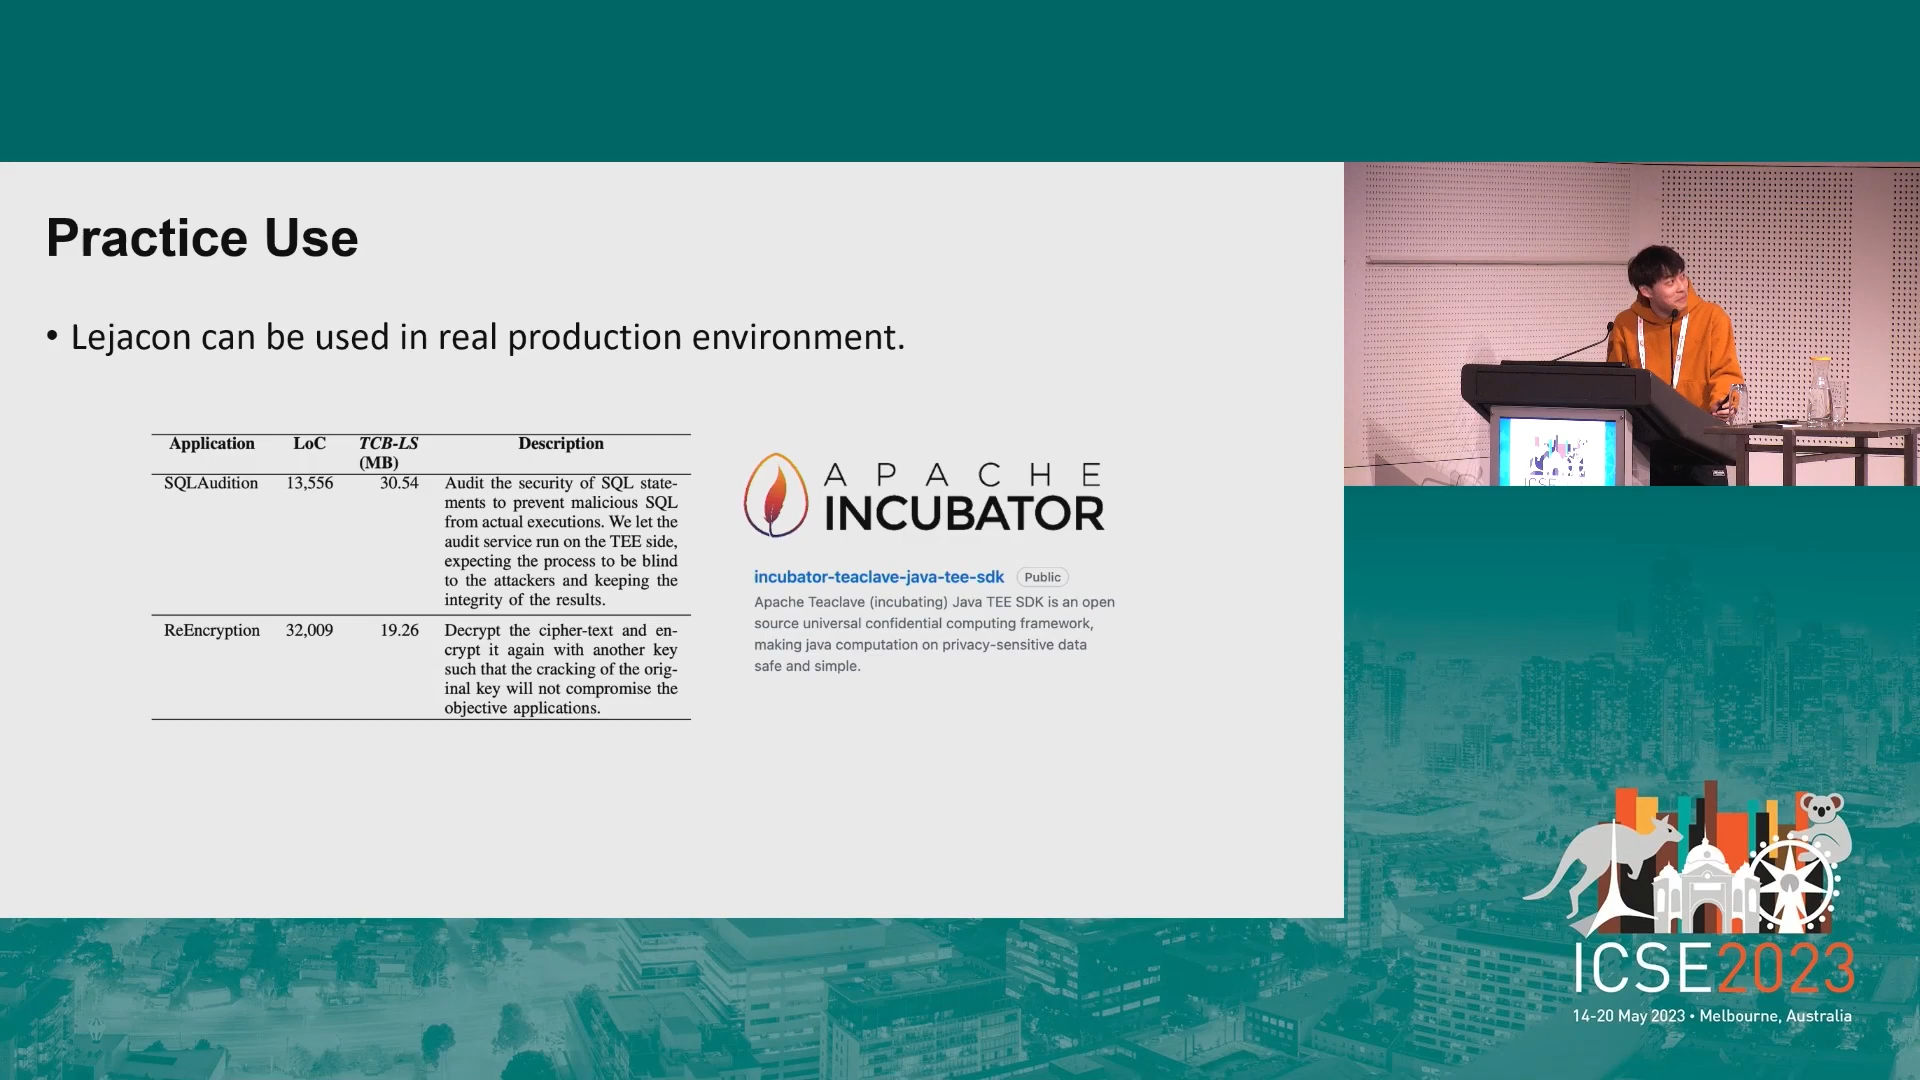 Practice Use
• Lejacon can be used in real production environment.
Application LoC TCB-LS Description
(MB)
SQLAudition 13,556 30.54 Audit the security of SQL state-
ments to prevent malicious SQL
from actual executions. We let the
audit service run on the TEE side,
expecting the process to be blind
to the attackers and keeping the
integrity of the results.
ReEncryption 32,009 19.26 Decrypt the cipher-text and en-
crypt it again with another key
such that the cracking of the orig-
inal key will not compromise the
objective applications.
APACHE
INCUBATOR
incubator-teaclave-java-tee-sdk Public
Apache Teaclave (incubating) Java TEE SDK is an open
source universal confidential computing framework,
making java computation on privacy-sensitive data
safe and simple.
ICSE
ICSE2023
14-20 May 2023 • Melbourne, Australia